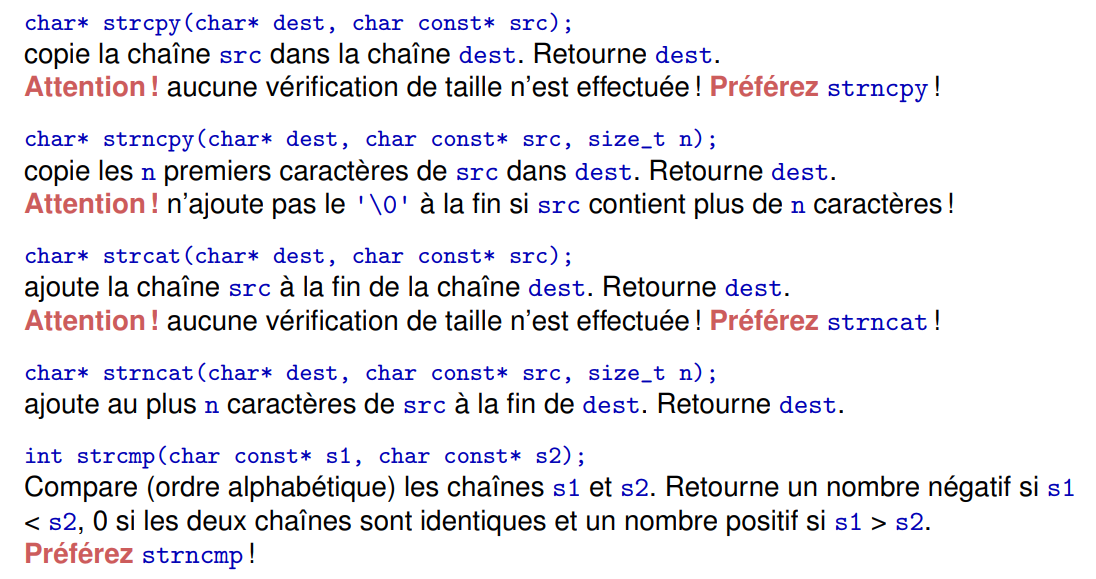 char* strcpy(char* dest, char const* src);
copie la chaîne src dans la chaîne dest. Retourne dest.
Attention ! aucune vérification de taille n'est effectuée ! Préférez strncpy !
char* strncpy(char* dest, char const* src, size_t n);
copie les n premiers caractères de src dans dest. Retourne dest.
Attention ! n'ajoute pas le '\0' à la fin si src contient plus de n caractères !
char* strcat(char* dest, char const* src);
ajoute la chaîne src à la fin de la chaîne dest. Retourne dest.
Attention ! aucune vérification de taille n'est effectuée ! Préférez strncat !
char* strncat(char* dest, char const* src, size_t n);
ajoute au plus n caractères de src à la fin de dest. Retourne dest.
int strcmp(char const* s1, char const* s2);
Compare (ordre alphabétique) les chaînes s1 et s2. Retourne un nombre négatif si s1
< s2, 0 si les deux chaînes sont identiques et un nombre positif si s1 > s2.
Préférez strncmp !